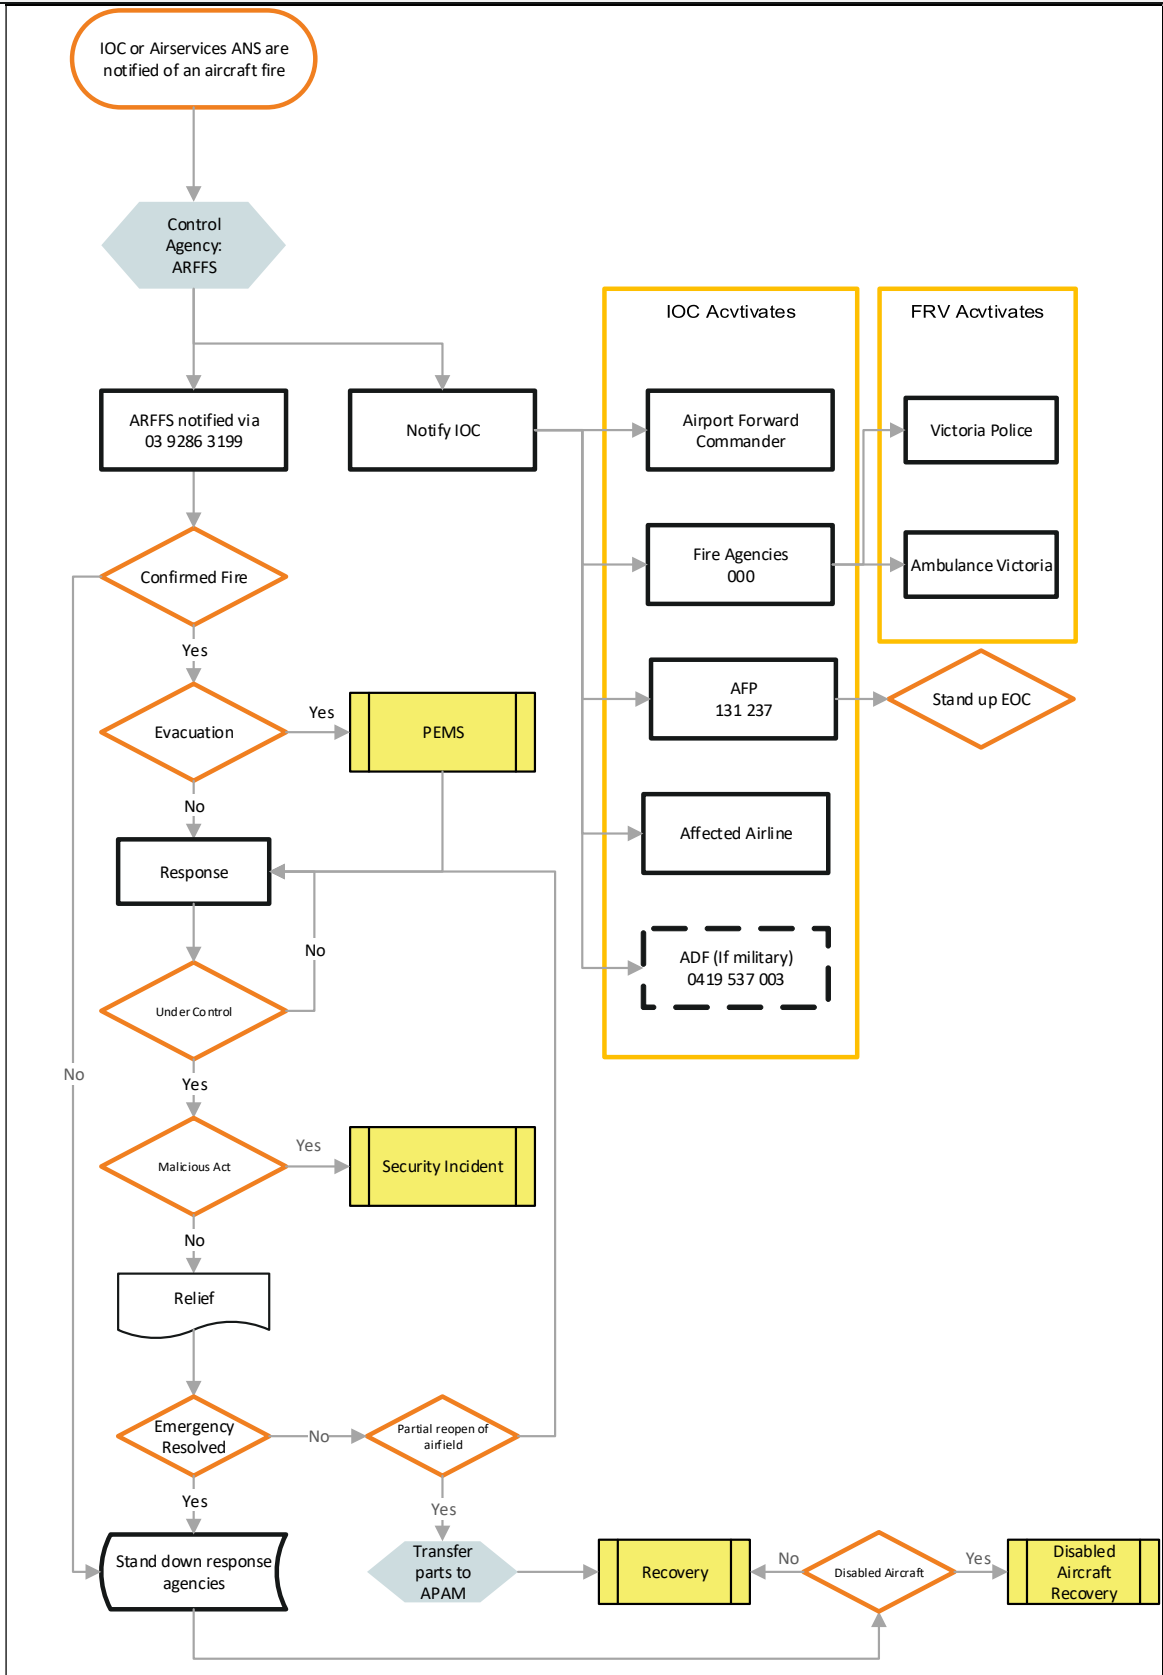 IOC or Airservices ANS are
notified of an aircraft fire
Control
Agency:
ARFFS
IOC Acvtivates
FRV Acvtivates
ARFFS notified via
03 9286 3199
Notify IOC
Airport Forward
Commander
Victoria Police
Fire Agencies
000
Ambulance Victoria
Confirmed Fire
Yes
AFP
131 237
Stand up EOC
Evacuation
Yes
PEMS
No
Affected Airline
Response
No
ADF (If military)
0419 537 003
Under Control
No
Yes
Malicious Act
Yes
Security Incident
No
Relief
Emergency
Resolved
No
Partial reopen of
airfield
Yes
Yes
Stand down response
agencies
Transfer
parts to
APAM
Recovery
No
Disabled Aircraft
Yes
Disabled
Aircraft
Recovery